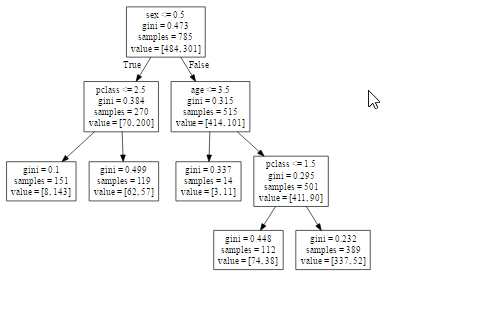 sex <= 0.5
gini = 0.473
samples = 785
value = [484, 301]
True
False
pclass <= 2.5
gini = 0.384
samples = 270
value = [70, 200]
age <= 3.5
gini = 0.315
samples = 515
value = [414, 101]
gini = 0.1
samples = 151
value = [8, 143]
gini = 0.499
samples = 119
value = [62, 57]
gini = 0.337
samples = 14
value = [3, 11]
pclass <= 1.5
gini = 0.295
samples = 501
value = [411, 90]
gini = 0.448
samples = 112
value = [74, 38]
gini = 0.232
samples = 389
value = [337, 52]